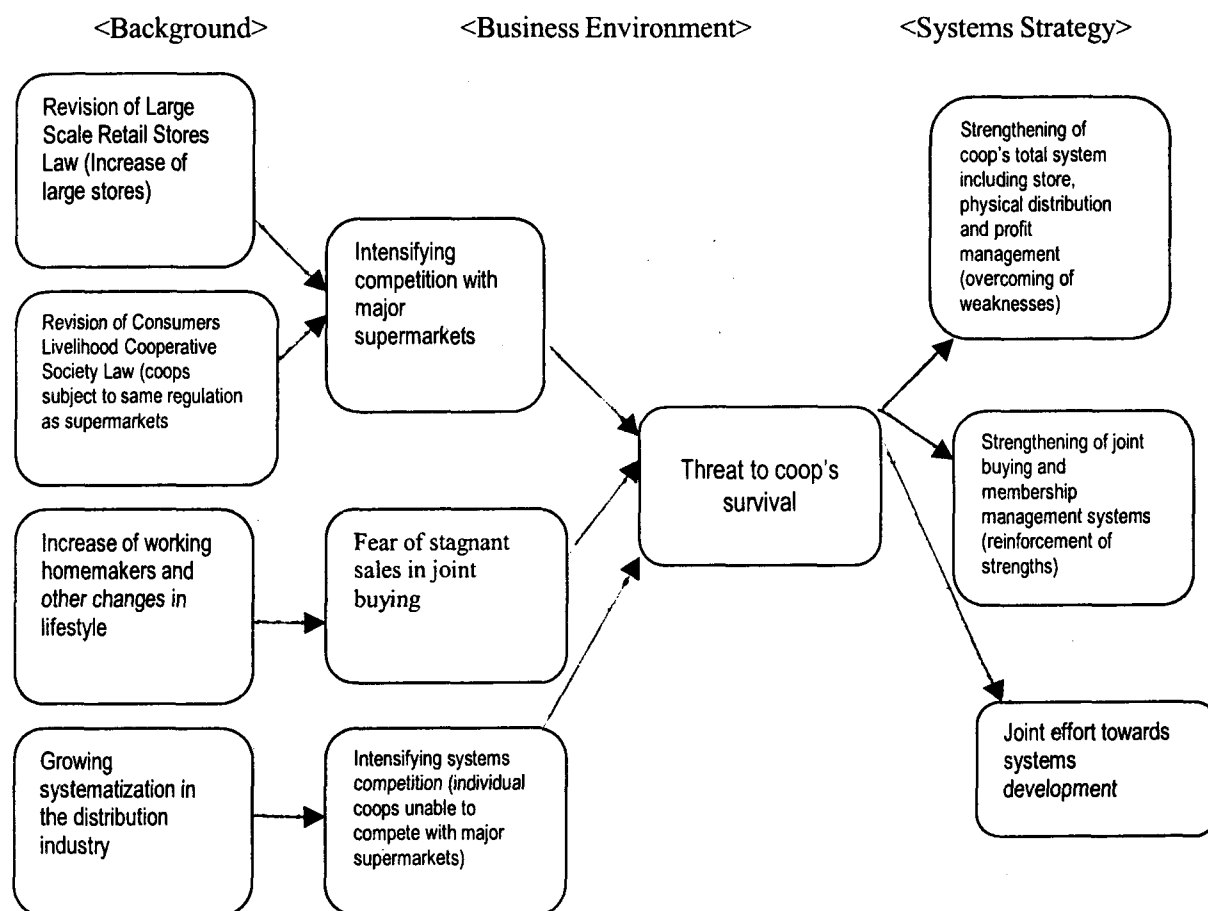 <Background>
<Business Environment>
<Systems Strategy>
Revision of Large
Scale Retail Stores
Law (Increase of
large stores)
Revision of Consumers
Livelihood Cooperative
Society Law (coops
subject to same regulation
as supermarkets
Increase of working
homemakers and
other changes in
lifestyle
Growing
systematization in
the distribution
industry
Intensifying
competition with
major
supermarkets
Fear of stagnant
sales in joint
buying
Intensifying systems
competition (individual
coops unable to
compete with major
supermarkets)
Threat to coop's
survival
Strengthening of
coop's total system
including store,
physical distribution
and profit
management
(overcoming of
weaknesses)
Strengthening of joint
buying and
membership
management systems
(reinforcement of
strengths)
Joint effort towards
systems
development